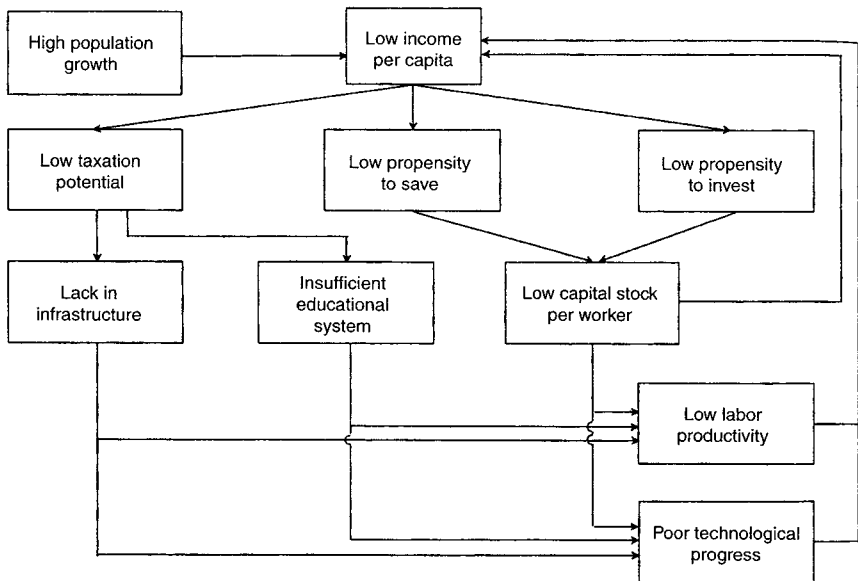 High population
growth
Low income
per capita
Low taxation
potential
Low propensity
to save
Low propensity
to invest
Lack in
infrastructure
Insufficient
educational
system
Low capital stock
per worker
Low labor
productivity
Poor technological
progress